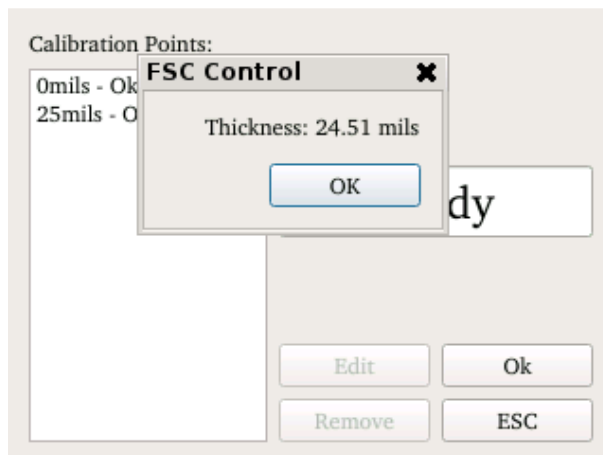 Calibration Points:
FSC Control
0mils - Ok
25mils - O
Thickness: 24.51 mils
OK
dy
Edit
Ok
Remove
ESC